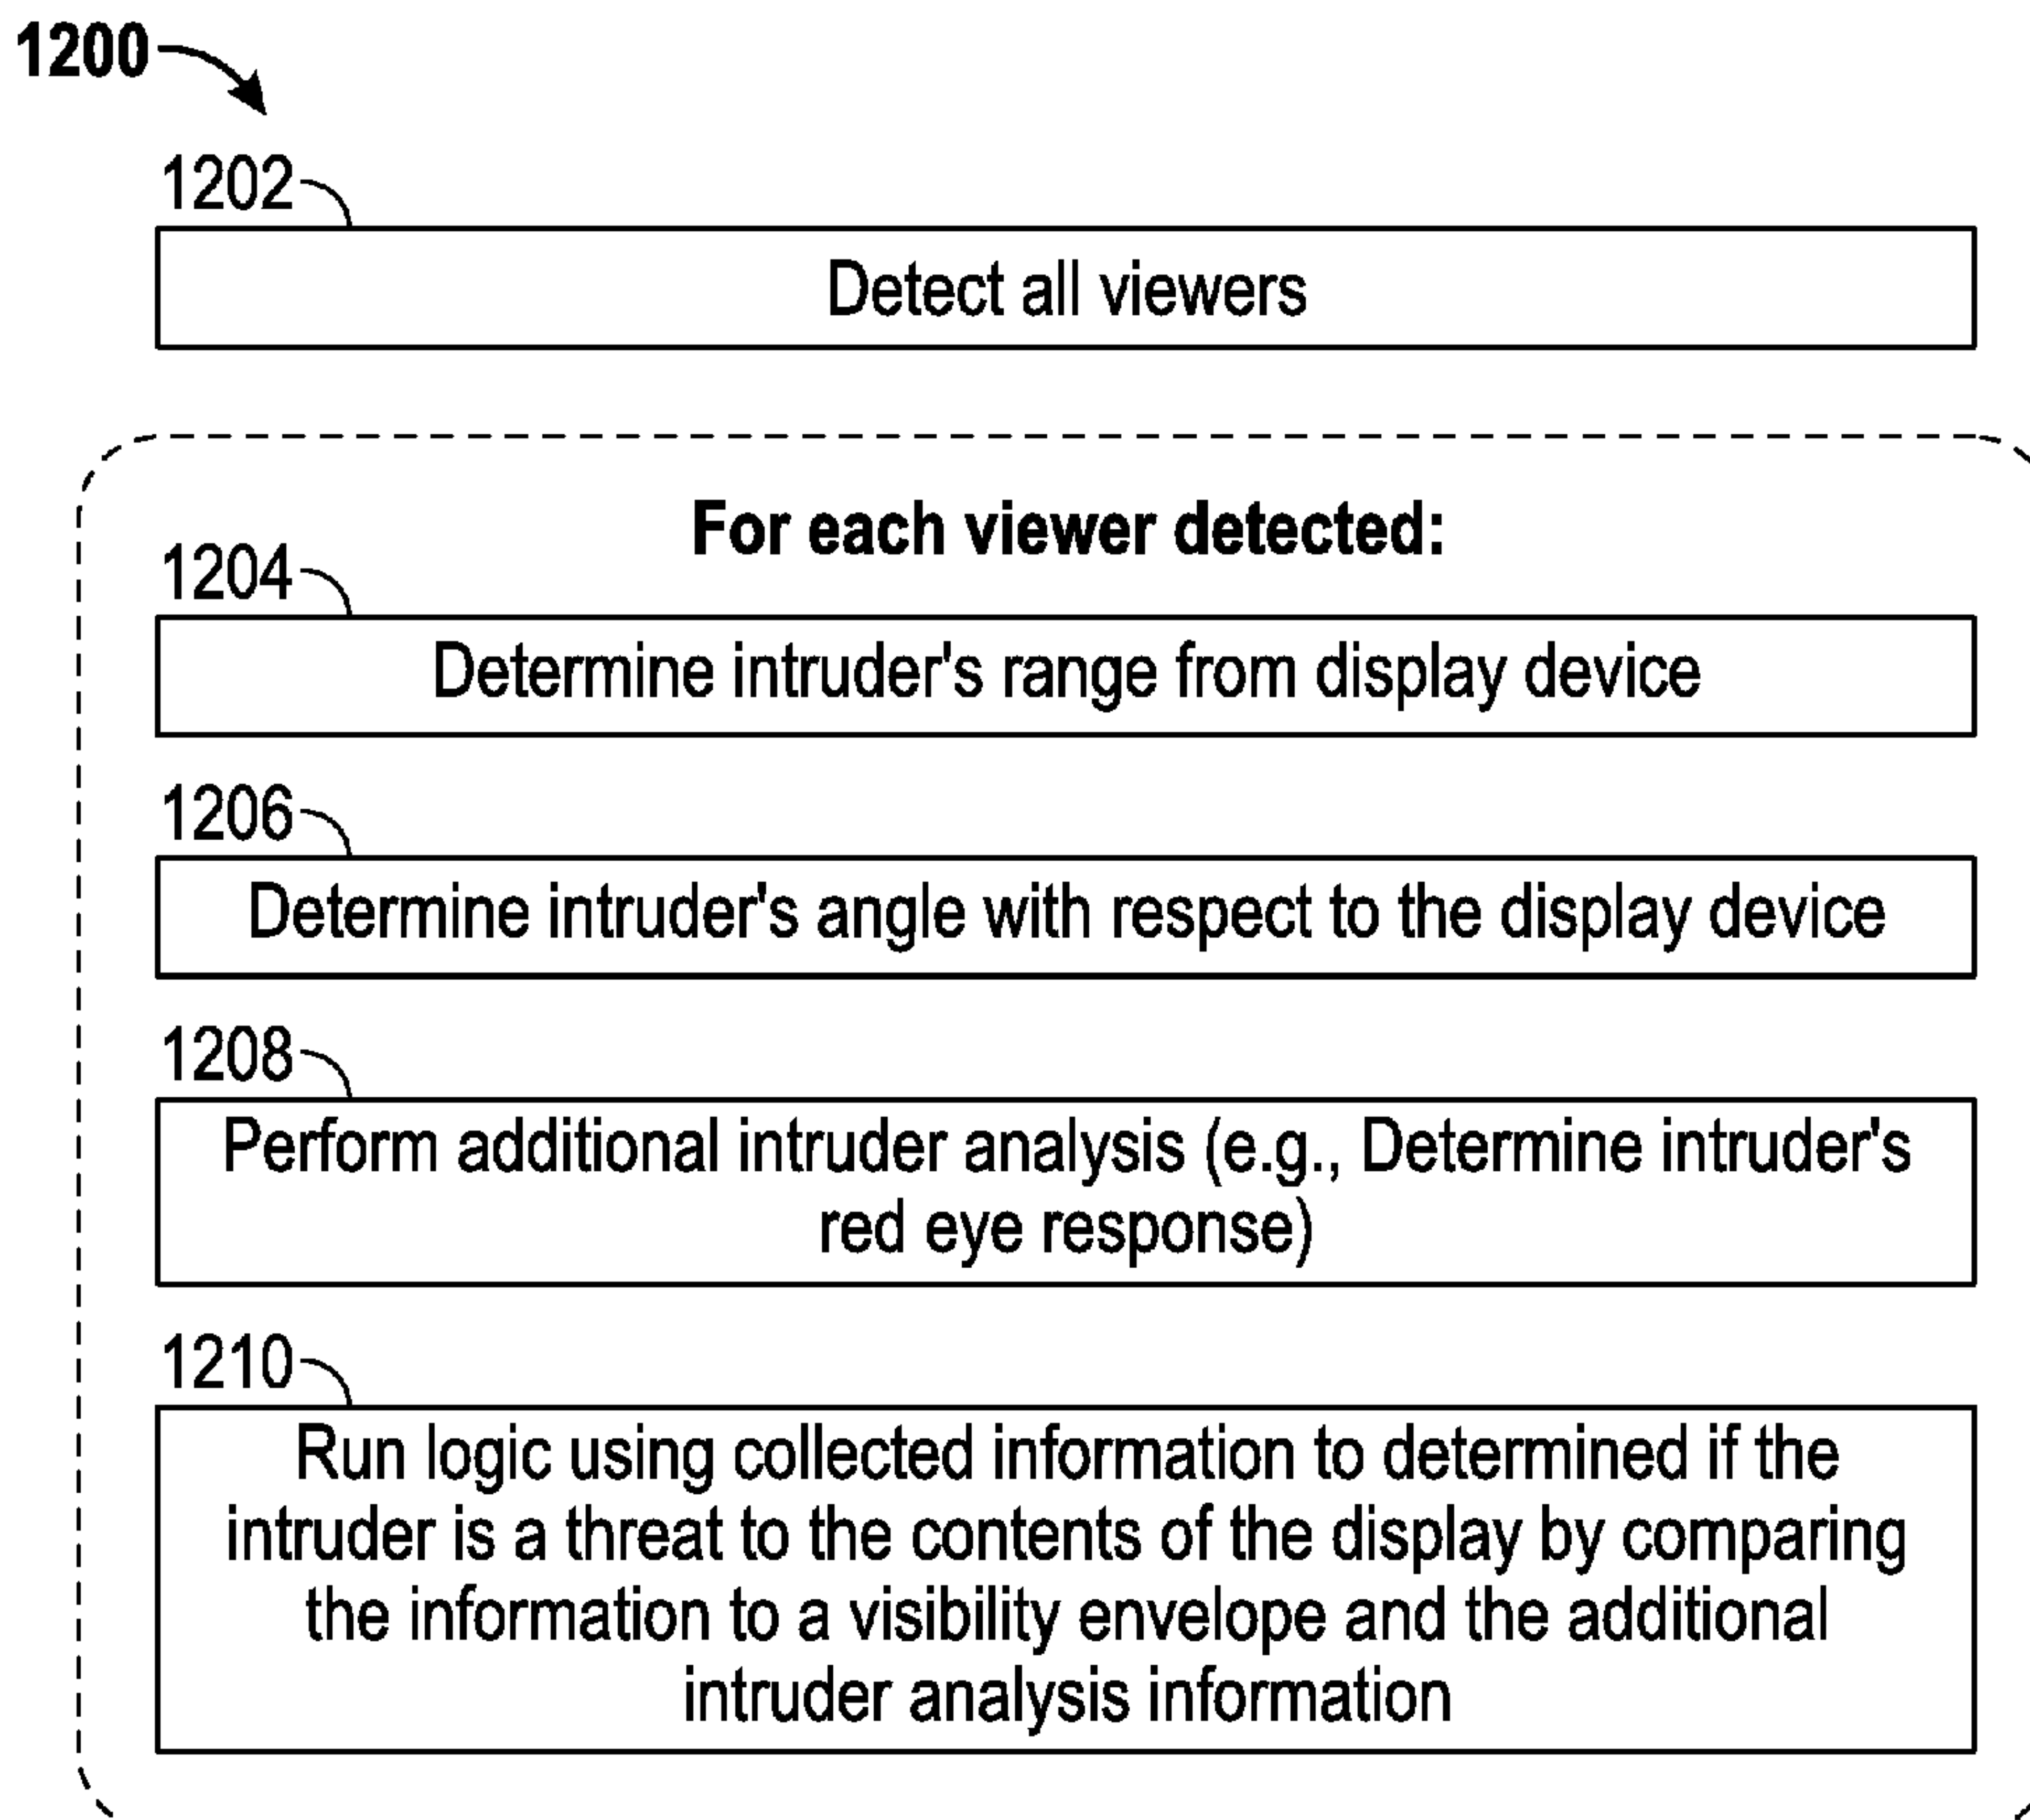 1200
1202
Detect all viewers
For each viewer detected:
1204
Determine intruder's range from display device
1206
Determine intruder's angle with respect to the display device
1208
Perform additional intruder analysis (e.g., Determine intruder's
red eye response)
1210
Run logic using collected information to determined if the
intruder is a threat to the contents of the display by comparing
the information to a visibility envelope and the additional
intruder analysis information